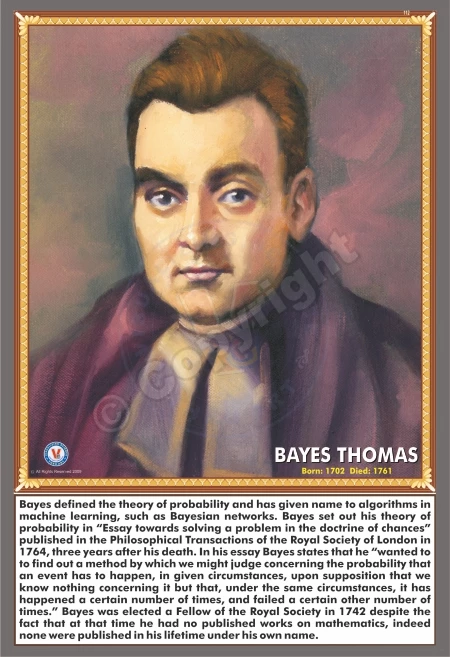 113
© Copyright
BAYES THOMAS
Born: 1702 Died: 1761
© All Rights Reserved 2009
Bayes defined the theory of probability and has given name to algorithms in
machine learning, such as Bayesian networks. Bayes set out his theory of
probability in “Essay towards solving a problem in the doctrine of chances”
published in the Philosophical Transactions of the Royal Society of London in
1764, three years after his death. In his essay Bayes states that he “wanted to
to find out a method by which we might judge concerning the probability that
an event has to happen, in given circumstances, upon supposition that we
know nothing concerning it but that, under the same circumstances, it has
happened a certain number of times, and failed a certain other number of
times.” Bayes was elected a Fellow of the Royal Society in 1742 despite the
fact that at that time he had no published works on mathematics, indeed
none were published in his lifetime under his own name.